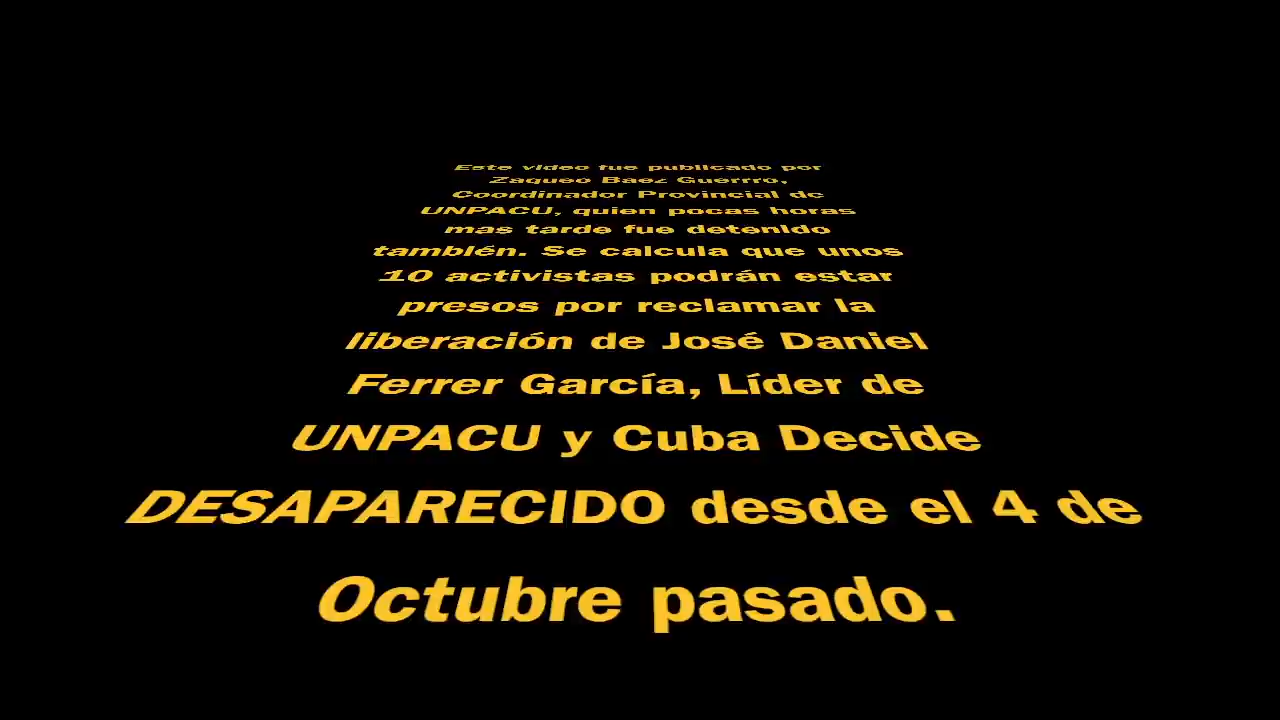 Este video fue publicado por
Zaqueo Baez Guerrro,
Coordinador Provincial de
UNPACU, quien pocas horas
mas tarde fue detenido
también. Se calcula que unos
10 activistas podrán estar
presos por reclamar la
liberación de José Daniel
Ferrer García, Líder de
UNPACU y Cuba Decide
DESAPARECIDO desde el 4 de
Octubre pasado.